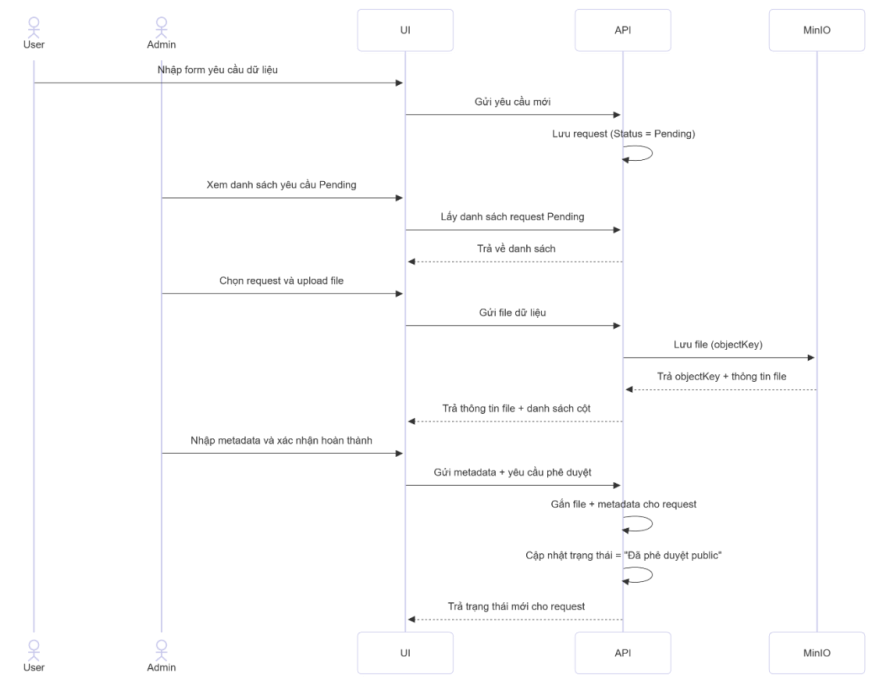 User
Admin
UI
API
MinIO
Nhập form yêu cầu dữ liệu
Gửi yêu cầu mới
Lưu request (Status = Pending)
Xem danh sách yêu cầu Pending
Lấy danh sách request Pending
Trả về danh sách
Chọn request và upload file
Gửi file dữ liệu
Lưu file (objectKey)
Trả objectKey + thông tin file
Trả thông tin file + danh sách cột
Nhập metadata và xác nhận hoàn thành
Gửi metadata + yêu cầu phê duyệt
Gắn file + metadata cho request
Cập nhật trạng thái = "Đã phê duyệt public"
Trả trạng thái mới cho request
User
Admin
UI
API
MinIO